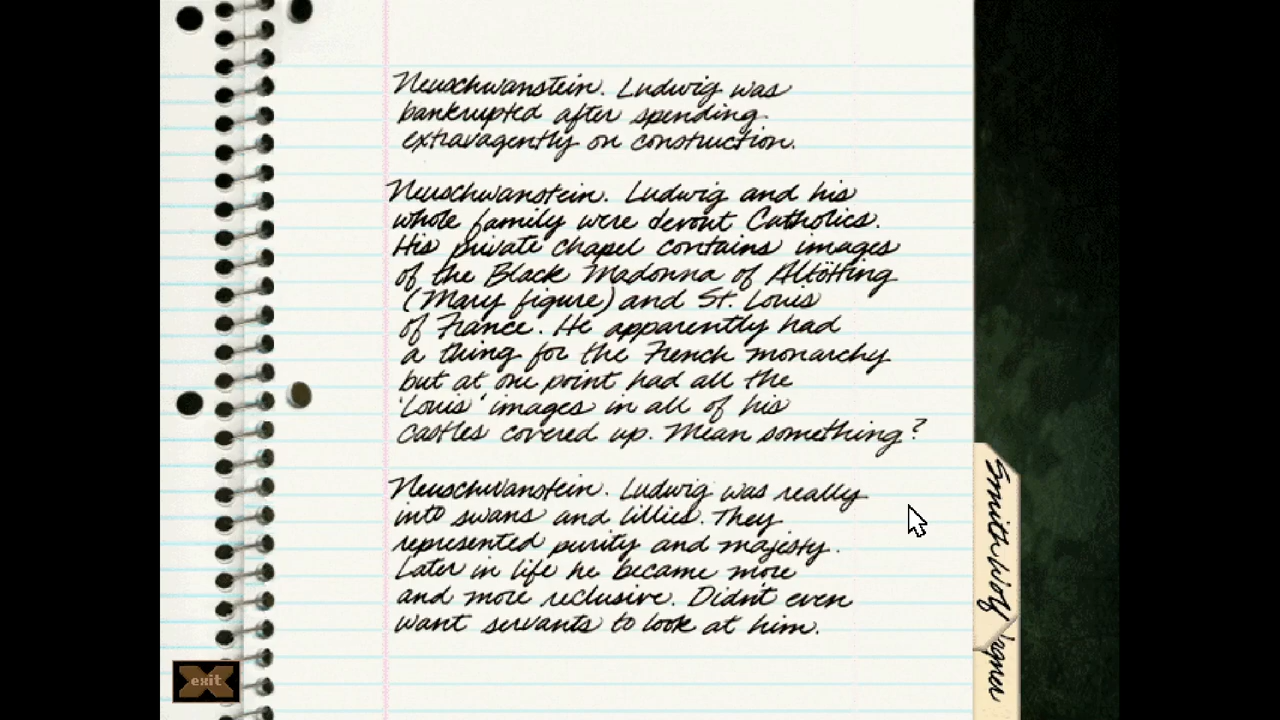 Neuschwanstein. Ludwig was
bankrupted after spending
extravagently on construction.
Neuschwanstein. Ludwig and his
whole family were devout Catholics.
His private chapel contains images
of the Black Madonna of Altötting
(Mary figure) and St. Louis
of France. He apparently had
a thing for the French monarchy
but at one point had all the
'Louis' images in all of his
castles covered up. Mean something?
Neuschwanstein. Ludwig was really
into swans and lillies. They
represented purity and majesty.
Later in life he became more
and more reclusive. Didn't even
want servants to look at him.
Smith Wolf
exit